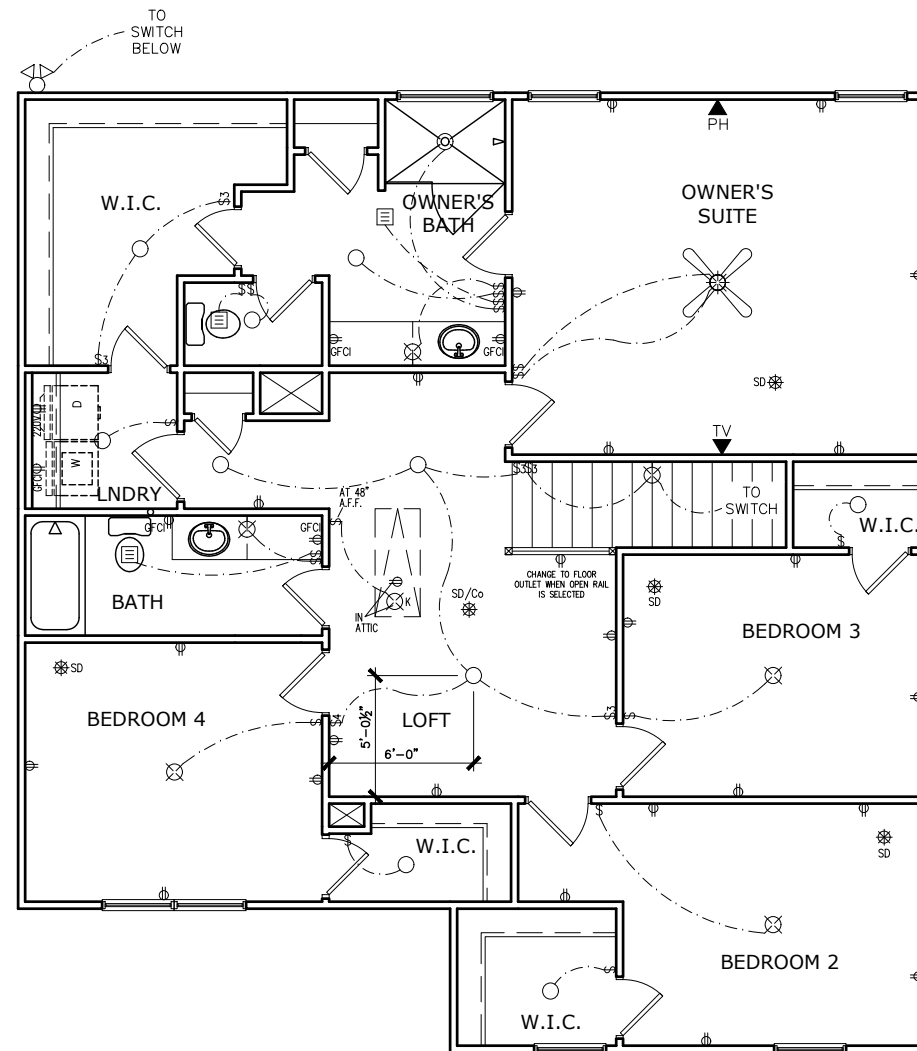 TO
SWITCH
BELOW
PH
W.I.C.
$3
OWNER'S
BATH
OWNER'S
SUITE
$$
$
$
$
$
GFCI
GFCI
$3
$$
SD
TV
220V
D
$
GFCI
W
LNDRY
$3$3
TO
SWITCH
AT 48"
A.F.F.
$
W.I.C.
$
GFCI
GFCI
$$
BATH
CHANGE TO FLOOR
OUTLET WHEN OPEN RAIL
IS SELECTED
SD/Co
K
IN
ATTIC
SD
BEDROOM 3
SD
BEDROOM 4
$
$4
LOFT
5'-0½"
6'-0"
$3
$
$
W.I.C.
$
SD
BEDROOM 2
$
W.I.C.